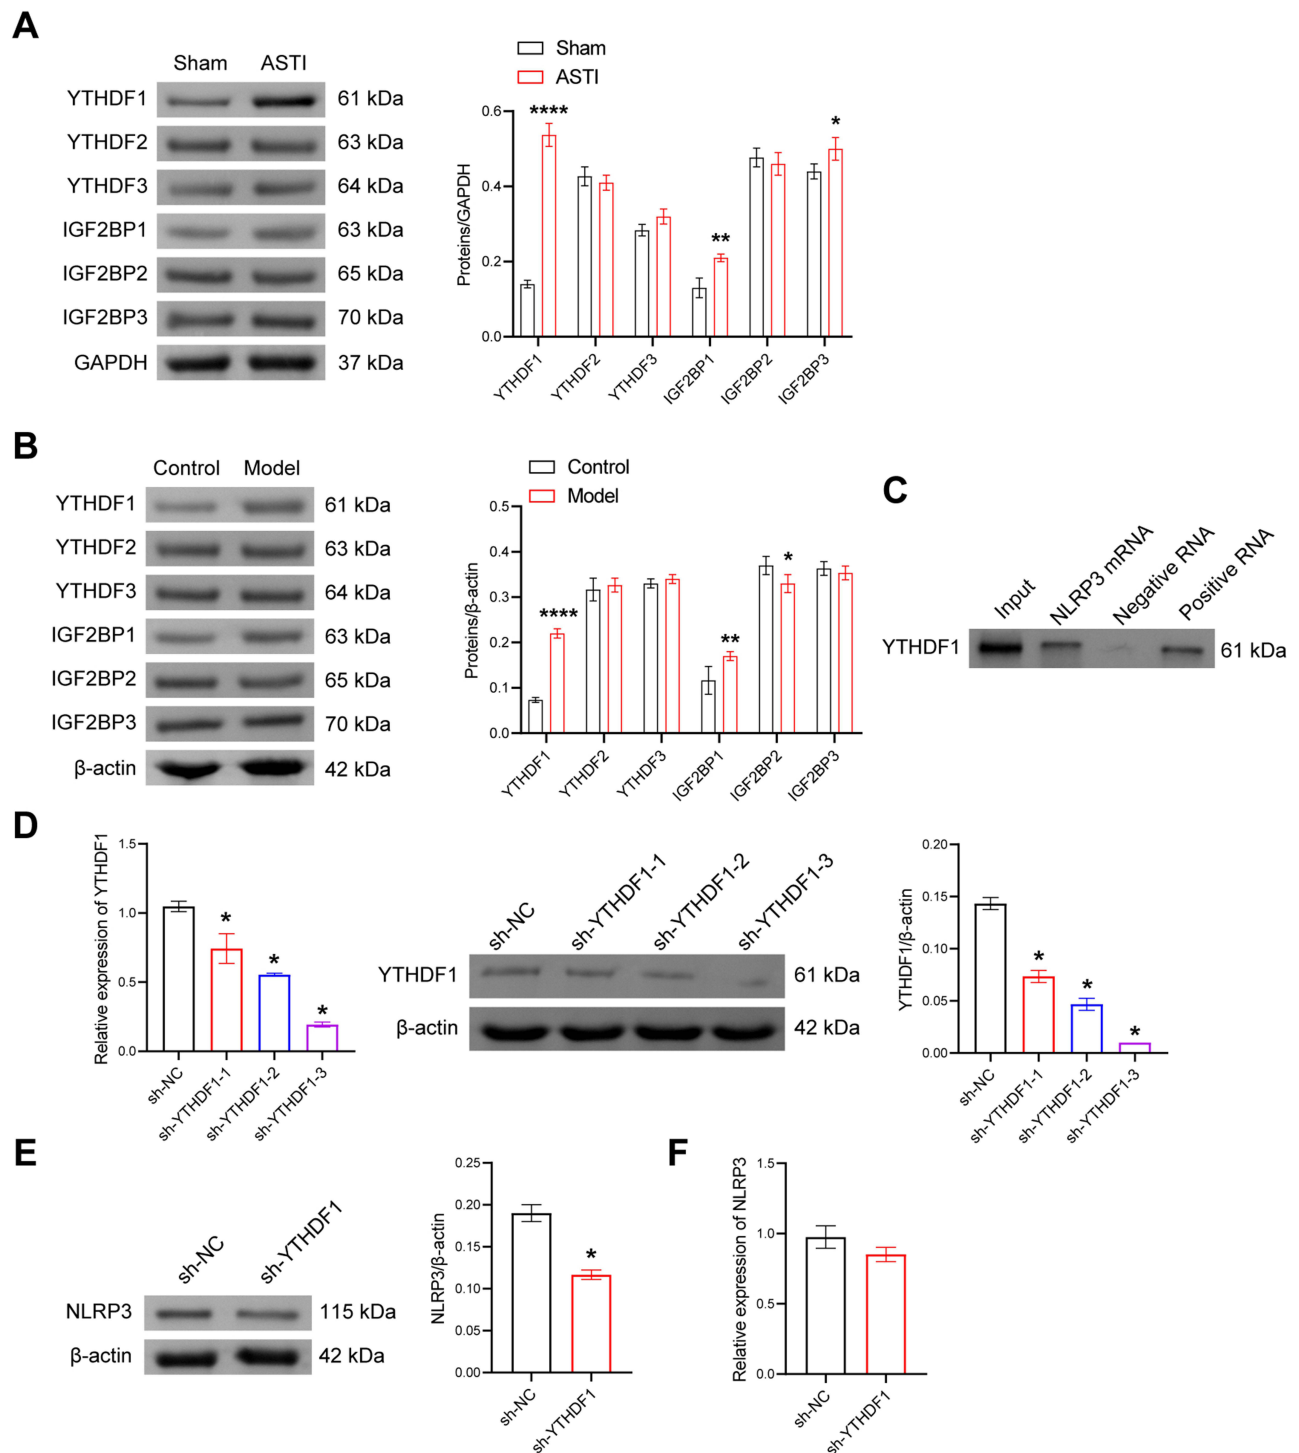 A
Sham ASTI
YTHDF1 61 kDa
YTHDF2 63 kDa
YTHDF3 64 kDa
IGF2BP1 63 kDa
IGF2BP2 65 kDa
IGF2BP3 70 kDa
GAPDH 37 kDa
Sham
ASTI
Proteins/GAPDH
0.6
0.4
0.2
0.0
**** ** *
YTHDF1 YTHDF2 YTHDF3 IGF2BP1 IGF2BP2 IGF2BP3
B
Control Model
YTHDF1 61 kDa
YTHDF2 63 kDa
YTHDF3 64 kDa
IGF2BP1 63 kDa
IGF2BP2 65 kDa
IGF2BP3 70 kDa
β-actin 42 kDa
Control
Model
Proteins/β-actin
0.5
0.4
0.3
0.2
0.1
0.0
**** ** *
YTHDF1 YTHDF2 YTHDF3 IGF2BP1 IGF2BP2 IGF2BP3
C
Input NLRP3 mRNA Negative RNA Positive RNA
YTHDF1 61 kDa
D
Relative expression of YTHDF1
1.5
1.0
0.5
0.0
* * *
sh-NC sh-YTHDF1-1 sh-YTHDF1-2 sh-YTHDF1-3
sh-NC sh-YTHDF1-1 sh-YTHDF1-2 sh-YTHDF1-3
YTHDF1 61 kDa
β-actin 42 kDa
YTHDF1/β-actin
0.20
0.15
0.10
0.05
0.00
* * *
sh-NC sh-YTHDF1-1 sh-YTHDF1-2 sh-YTHDF1-3
E
sh-NC sh-YTHDF1
NLRP3 115 kDa
β-actin 42 kDa
NLRP3/β-actin
0.25
0.20
0.15
0.10
0.05
0.00
*
sh-NC sh-YTHDF1
F
Relative expression of NLRP3
1.5
1.0
0.5
0.0
sh-NC sh-YTHDF1